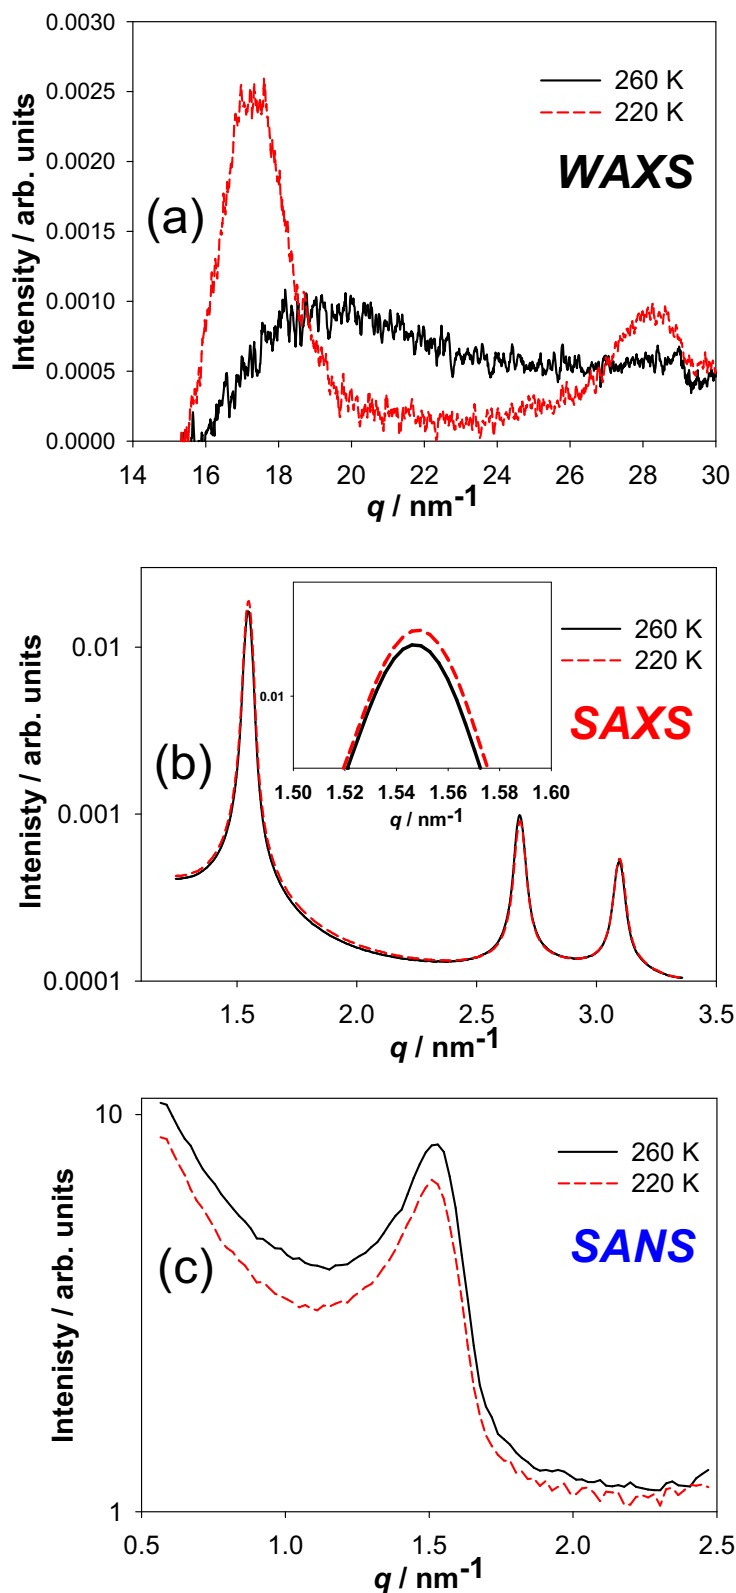 0.0030
0.0025
0.0020
0.0015
0.0010
0.0005
0.0000
Intensity / arb. units
260 K
220 K
WAXS
(a)
14 16 18 20 22 24 26 28 30
q / nm-1
0.01
0.001
0.0001
Intenisty / arb. units
260 K
220 K
SAXS
(b)
0.01
1.50 1.52 1.54 1.56 1.58 1.60
q / nm-1
1.5 2.0 2.5 3.0 3.5
q / nm-1
10
1
Intenisty / arb. units
260 K
220 K
SANS
(c)
0.5 1.0 1.5 2.0 2.5
q / nm-1